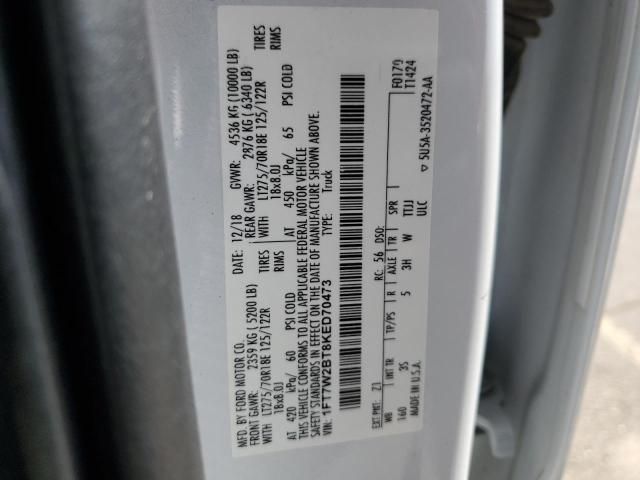 MFD. BY FORD MOTOR CO.
DATE: 12/18 GVWR: 4536 KG (10000 LB)
FRONT GAWR: 2359 KG ( 5200 LB) REAR GAWR: 2976 KG ( 6340 LB)
WITH LT275/70R18E 125/122R TIRES WITH LT275/70R18E 125/122R TIRES
18x8.0J RIMS 18x8.0J RIMS
AT 420 kPa/ 60 PSI COLD AT 450 kPa/ 65 PSI COLD
THIS VEHICLE CONFORMS TO ALL APPLICABLE FEDERAL MOTOR VEHICLE
SAFETY STANDARDS IN EFFECT ON THE DATE OF MANUFACTURE SHOWN ABOVE.
VIN: 1FT7W2BT8KED70473 TYPE: Truck
F0170
T1424
EXT PNT: Z1 RC: 56 DSO:
WB INT TR TP/PS R AXLE TR SPR
160 3S 5 3H W TTJJ
ULC
MADE IN U.S.A. ▽ 5U5A-3520472-AA